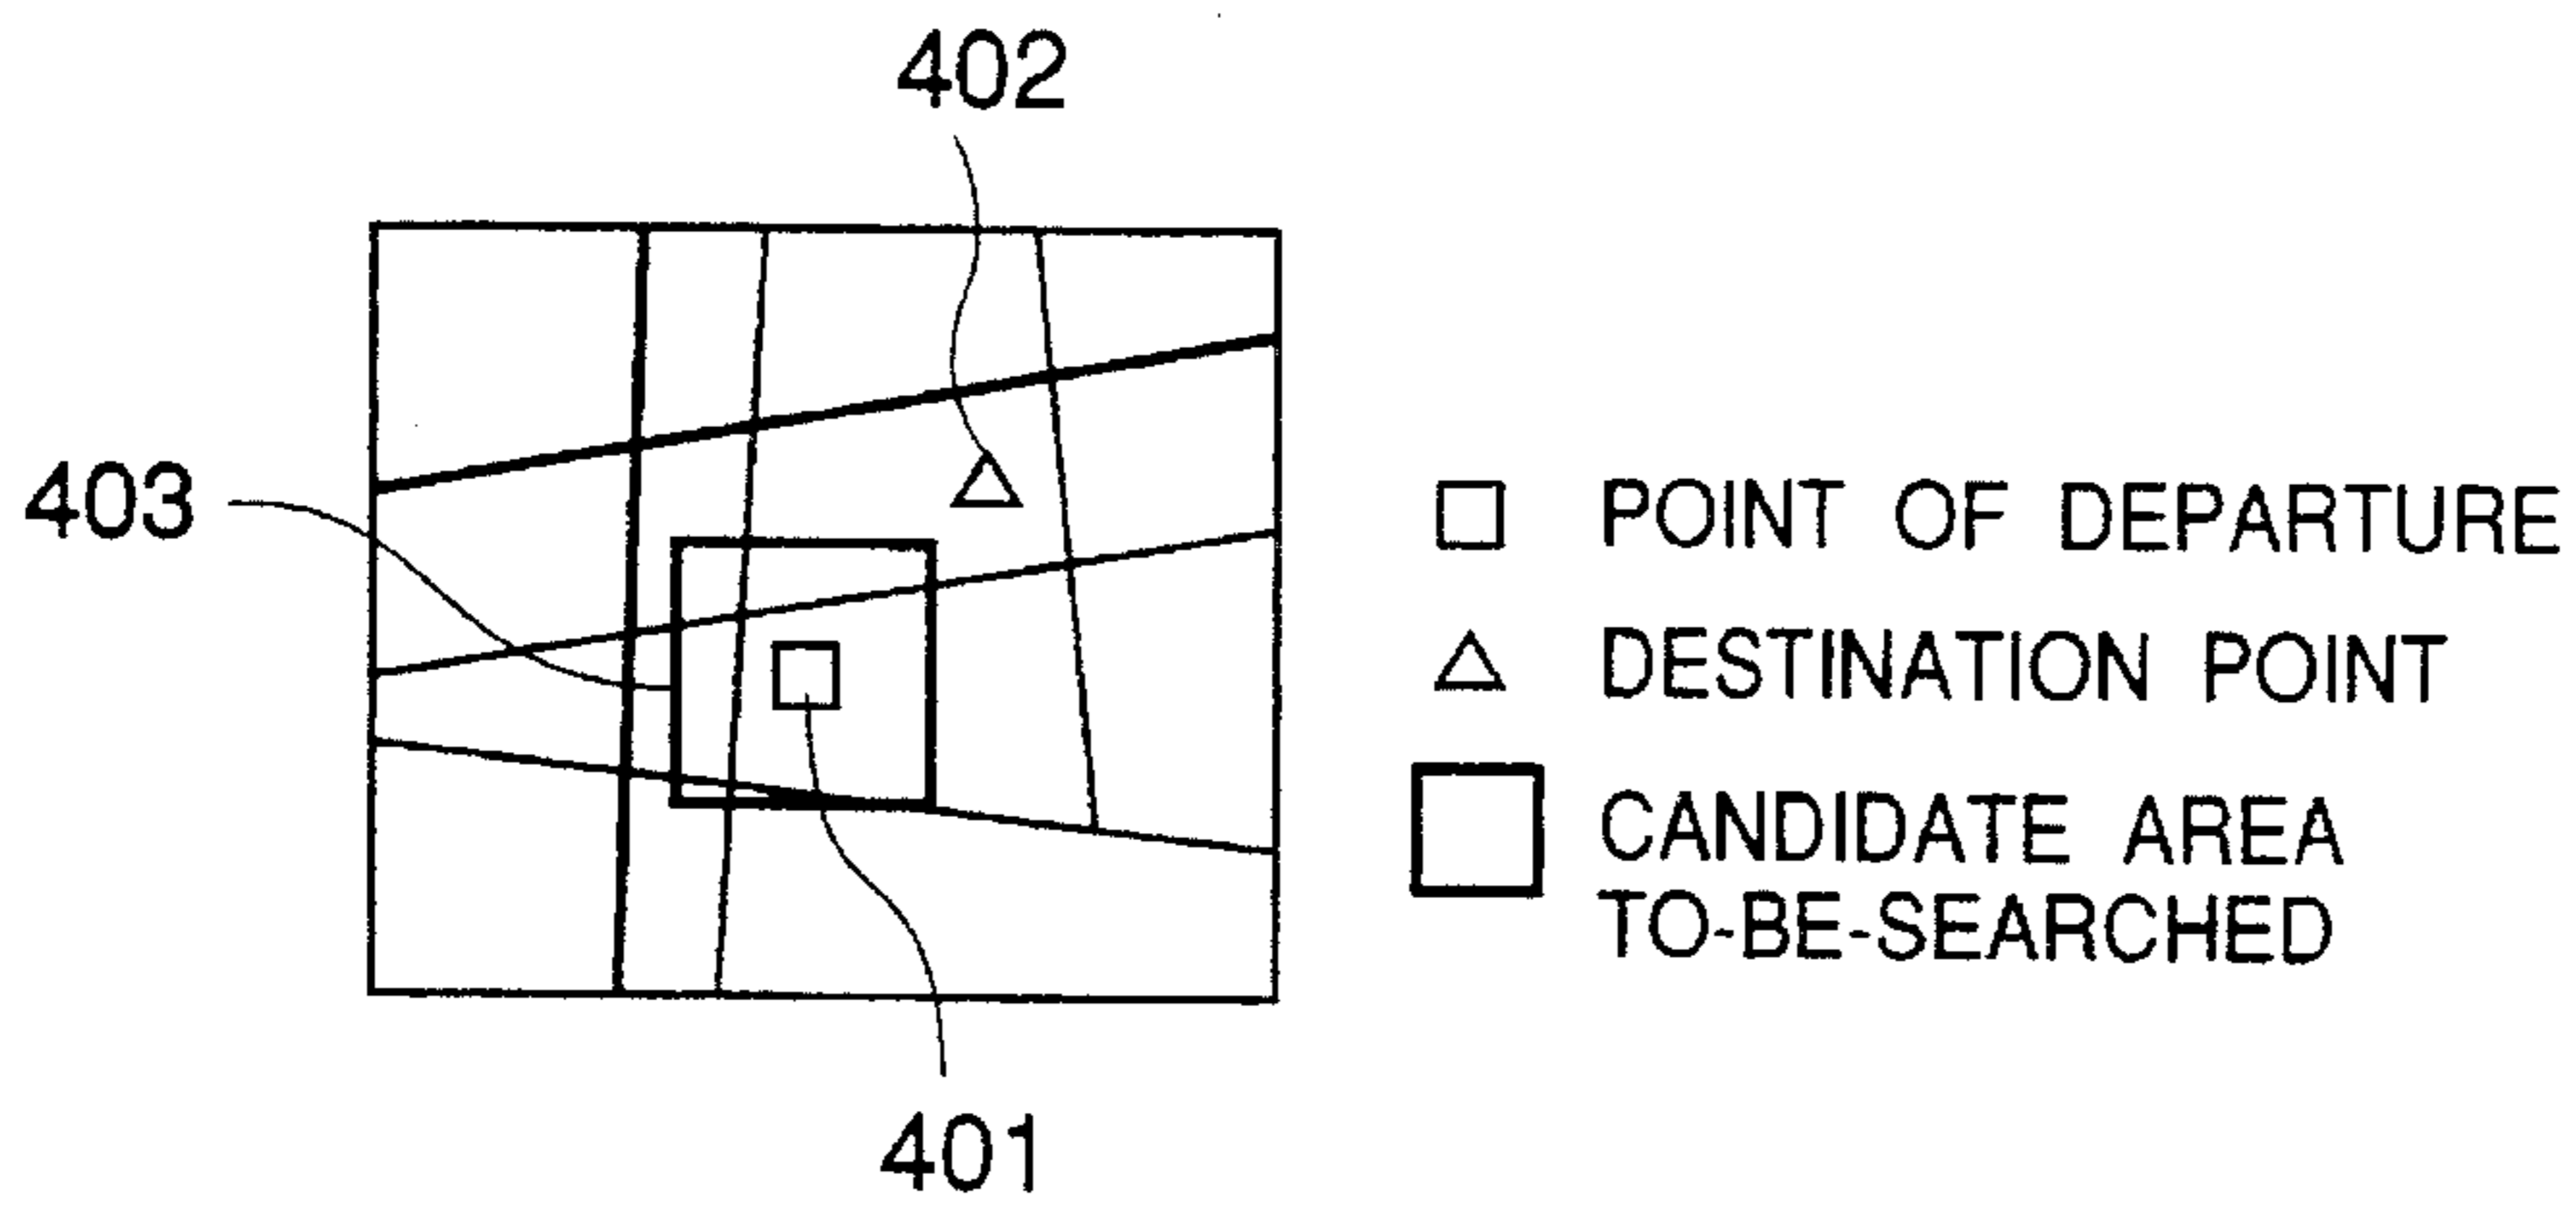 402
403
401
POINT OF DEPARTURE
DESTINATION POINT
CANDIDATE AREA
TO-BE-SEARCHED